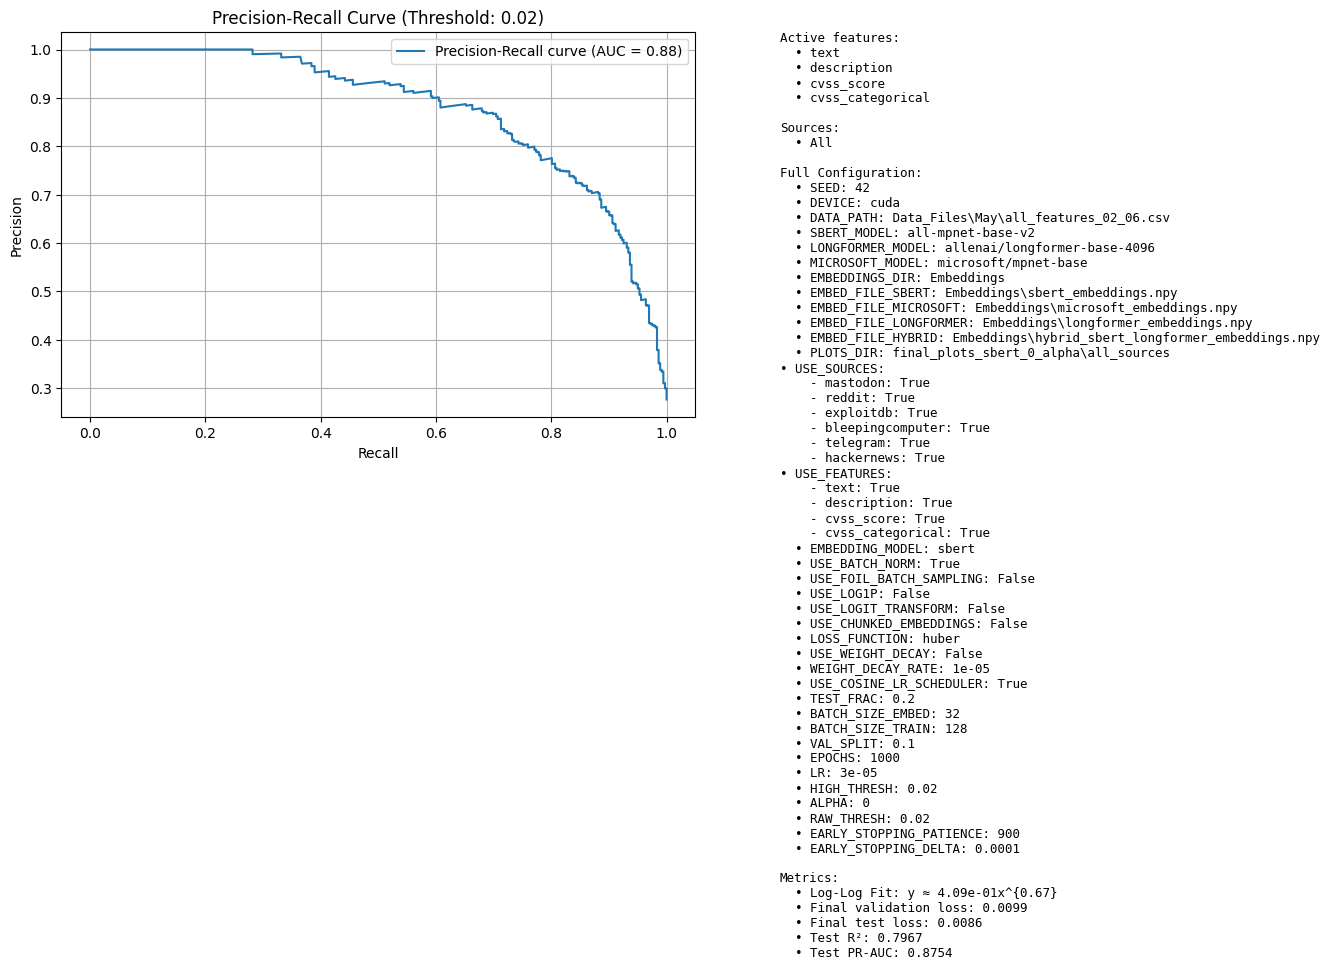 Precision-Recall Curve (Threshold: 0.02)
Precision-Recall curve (AUC = 0.88)
1.0
0.9
0.8
0.7
0.6
0.5
0.4
0.3
Precision
0.0 0.2 0.4 0.6 0.8 1.0
Recall
Active features:
• text
• description
• cvss_score
• cvss_categorical
Sources:
• All
Full Configuration:
• SEED: 42
• DEVICE: cuda
• DATA_PATH: Data_Files\May\all_features_02_06.csv
• SBERT_MODEL: all-mpnet-base-v2
• LONGFORMER_MODEL: allenai/longformer-base-4096
• MICROSOFT_MODEL: microsoft/mpnet-base
• EMBEDDINGS_DIR: Embeddings
• EMBED_FILE_SBERT: Embeddings\sbert_embeddings.npy
• EMBED_FILE_MICROSOFT: Embeddings\microsoft_embeddings.npy
• EMBED_FILE_LONGFORMER: Embeddings\longformer_embeddings.npy
• EMBED_FILE_HYBRID: Embeddings\hybrid_sbert_longformer_embeddings.npy
• PLOTS_DIR: final_plots_sbert_0_alpha\all_sources
• USE_SOURCES:
- mastodon: True
- reddit: True
- exploitdb: True
- bleepingcomputer: True
- telegram: True
- hackernews: True
• USE_FEATURES:
- text: True
- description: True
- cvss_score: True
- cvss_categorical: True
• EMBEDDING_MODEL: sbert
• USE_BATCH_NORM: True
• USE_FOIL_BATCH_SAMPLING: False
• USE_LOG1P: False
• USE_LOGIT_TRANSFORM: False
• USE_CHUNKED_EMBEDDINGS: False
• LOSS_FUNCTION: huber
• USE_WEIGHT_DECAY: False
• WEIGHT_DECAY_RATE: 1e-05
• USE_COSINE_LR_SCHEDULER: True
• TEST_FRAC: 0.2
• BATCH_SIZE_EMBED: 32
• BATCH_SIZE_TRAIN: 128
• VAL_SPLIT: 0.1
• EPOCHS: 1000
• LR: 3e-05
• HIGH_THRESH: 0.02
• ALPHA: 0
• RAW_THRESH: 0.02
• EARLY_STOPPING_PATIENCE: 900
• EARLY_STOPPING_DELTA: 0.0001
Metrics:
• Log-Log Fit: y ≈ 4.09e-01x^{0.67}
• Final validation loss: 0.0099
• Final test loss: 0.0086
• Test R²: 0.7967
• Test PR-AUC: 0.8754